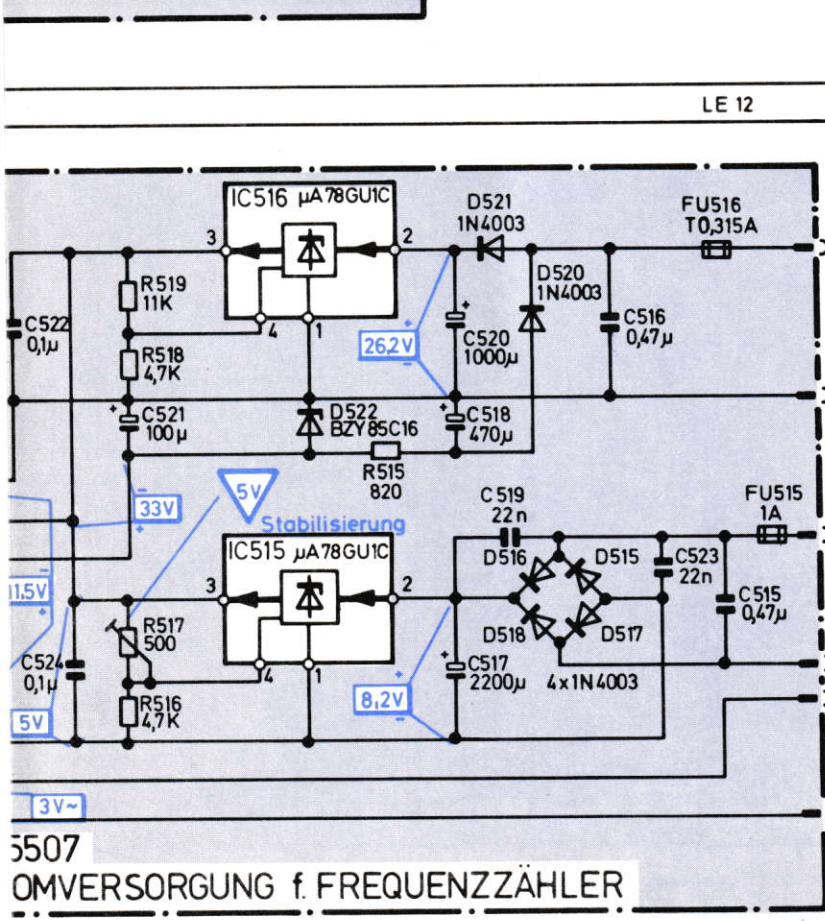 LE 12
IC516 µA78GU1C
D521
1N4003
FU516
T0,315A
3
2
R519
11K
D520
1N4003
C522
0,1µ
4
1
+
26,2V
−
+
C520
1000µ
C516
0,47µ
R518
4,7K
+
C521
100µ
D522
BZY85C16
+
C518
470µ
R515
820
−
33V
+
5V
Stabilisierung
C519
22n
FU515
1A
IC515 µA78GU1C
D516
D515
C523
22n
3
2
−
11,5V
+
C515
0,47µ
R517
500
D518
D517
C524
0,1µ
4
1
+
8,2V
−
+
C517
2200µ
4x1N4003
R516
4,7K
5V
3V~
5507
OMVERSORGUNG f. FREQUENZZÄHLER